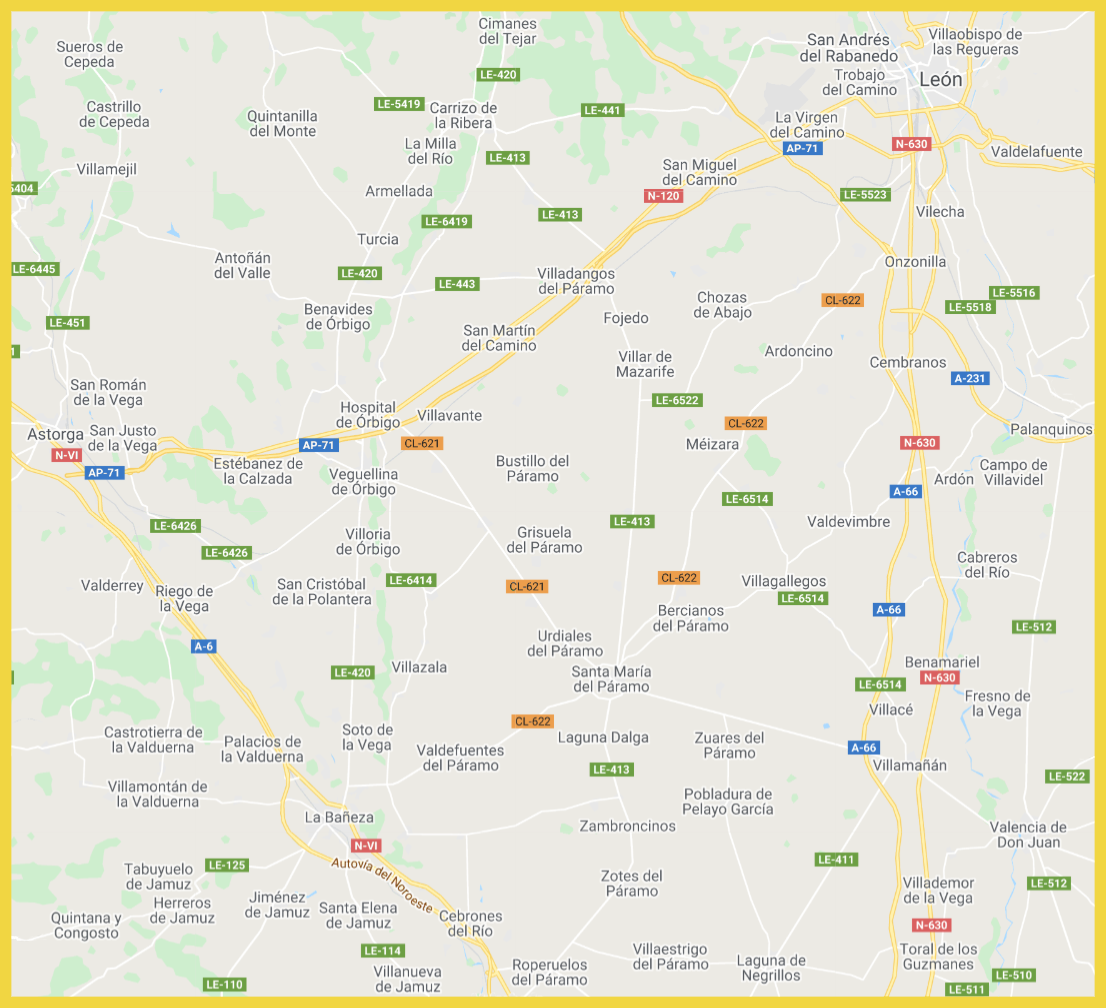 Cimanes
del Tejar
Sueros de
Cepeda
San Andrés
del Rabanedo
Villaobispo de
las Regueras
LE-420
Trobajo
del Camino
León
Castrillo
de Cepeda
LE-5419
Carrizo de
la Ribera
LE-441
Quintanilla
del Monte
La Virgen
del Camino
AP-71
N-630
La Milla
del Río
LE-413
Valdelafuente
Villamejil
San Miguel
del Camino
5404
Armellada
N-120
LE-5523
LE-6419
LE-413
Vilecha
Turcia
Antoñán
del Valle
LE-6445
LE-420
LE-443
Villadangos
del Páramo
Onzonilla
Chozas
de Abajo
CL-622
LE-5516
LE-5518
Benavides
de Órbigo
LE-451
Fojedo
San Martín
del Camino
1
Villar de
Mazarife
Ardoncino
Cembranos
A-231
San Román
de la Vega
LE-6522
Hospital
de Órbigo
Villavante
CL-622
Palanquinos
Astorga
San Justo
de la Vega
AP-71
CL-621
Méizara
N-630
N-VI
AP-71
Estébanez de
la Calzada
Veguellina
de Órbigo
Bustillo del
Páramo
Ardón
Campo de
Villavidel
A-66
LE-6514
LE-6426
LE-413
Valdevimbre
Villoria
de Órbigo
Grisuela
del Páramo
LE-6426
Cabreros
del Río
Valderrey
Riego de
la Vega
San Cristóbal
de la Polantera
LE-6414
CL-621
CL-622
Villagallegos
LE-6514
A-66
Bercianos
del Páramo
LE-512
A-6
Urdiales
del Páramo
Villazala
LE-420
Santa María
del Páramo
Benamariel
N-630
LE-6514
Fresno de
la Vega
Villacé
CL-622
Castrotierra de
la Valduerna
Palacios de
la Valduerna
Soto de
la Vega
Valdefuentes
del Páramo
Laguna Dalga
Zuares del
Páramo
A-66
Villamañán
LE-413
LE-522
Villamontán de
la Valduerna
Pobladura de
Pelayo García
La Bañeza
Zambroncinos
Valencia de
Don Juan
N-VI
LE-411
Autovía del Noroeste
LE-125
Tabuyuelo
de Jamuz
Zotes del
Páramo
Villademor
de la Vega
LE-512
Herreros
de Jamuz
Jiménez
de Jamuz
Santa Elena
de Jamuz
Cebrones
del Río
Quintana y
Congosto
N-630
LE-114
Villaestrigo
del Páramo
Toral de los
Guzmanes
Roperuelos
del Páramo
Laguna de
Negrillos
Villanueva
de Jamuz
LE-110
LE-510
LE-511